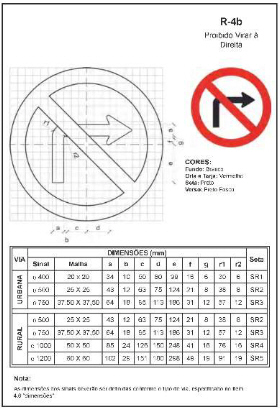 R-4b
Proibido Virar à
Direita
CORES:
Fundo: Branco
Orla e Tarja: Vermelho
Seta: Preto
Verso: Preto Fosco
VIA DIMENSÕES (mm) Seta
Sinal Malha a b c d e f g r1 r2
URBANA
o 400 20 X 20 34 10 50 60 99 16 6 30 6 SR1
o 500 25 X 25 43 12 63 75 124 21 8 38 8 SR2
o 750 37,50 X 37,50 64 18 95 113 186 31 12 57 12 SR3
RURAL
o 500 25 X 25 43 12 63 75 124 21 8 38 8 SR2
o 750 37,50 X 37,50 64 18 95 113 186 31 12 57 12 SR3
o 1000 50 X 50 85 24 126 150 248 41 16 76 16 SR4
o 1200 60 X 60 102 29 151 180 298 49 19 91 19 SR5
Nota:
As dimensões dos sinais deverão ser definidas conforme o tipo de via, especificado no item
4.8 "dimensões"